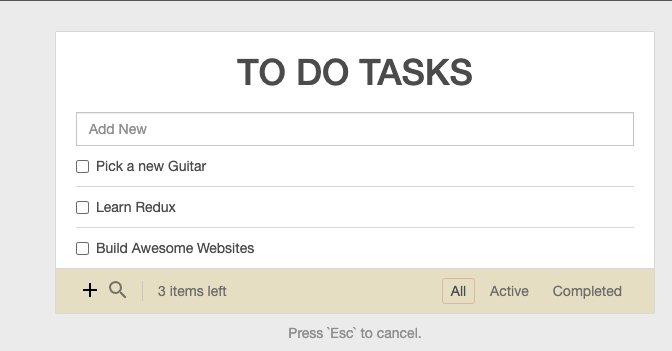 TO DO TASKS
Add New
Pick a new Guitar
Learn Redux
Build Awesome Websites
3 items left All Active Completed
Press `Esc` to cancel.